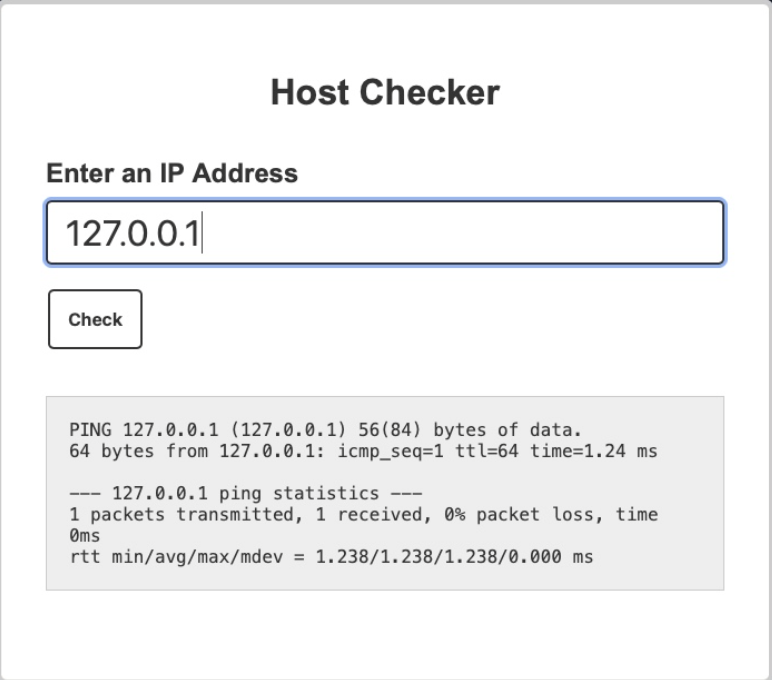 Host Checker
Enter an IP Address
127.0.0.1
Check
PING 127.0.0.1 (127.0.0.1) 56(84) bytes of data.
64 bytes from 127.0.0.1: icmp_seq=1 ttl=64 time=1.24 ms
--- 127.0.0.1 ping statistics ---
1 packets transmitted, 1 received, 0% packet loss, time
0ms
rtt min/avg/max/mdev = 1.238/1.238/1.238/0.000 ms